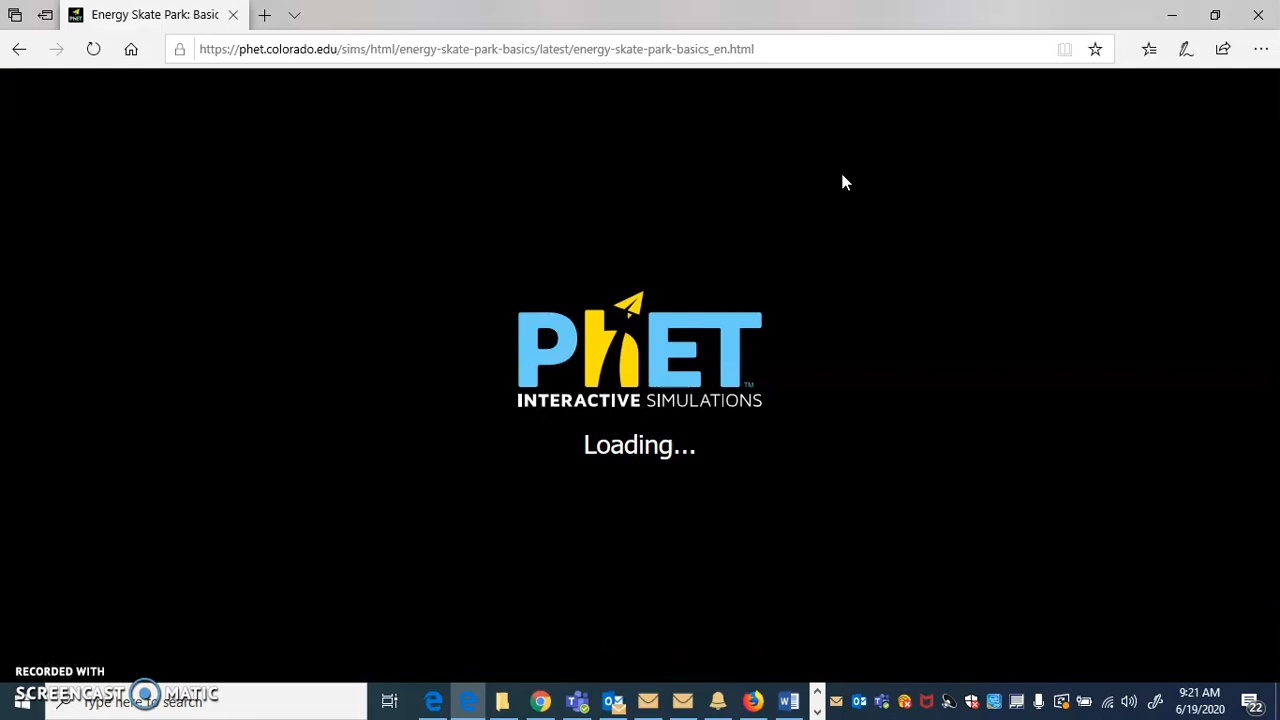 Energy Skate Park: Basic
https://phet.colorado.edu/sims/html/energy-skate-park-basics/latest/energy-skate-park-basics_en.html
PhET
TM
INTERACTIVE SIMULATIONS
Loading...
RECORDED WITH
SCREENCAST MATIC
Type here to search
9:21 AM
6/19/2020
22